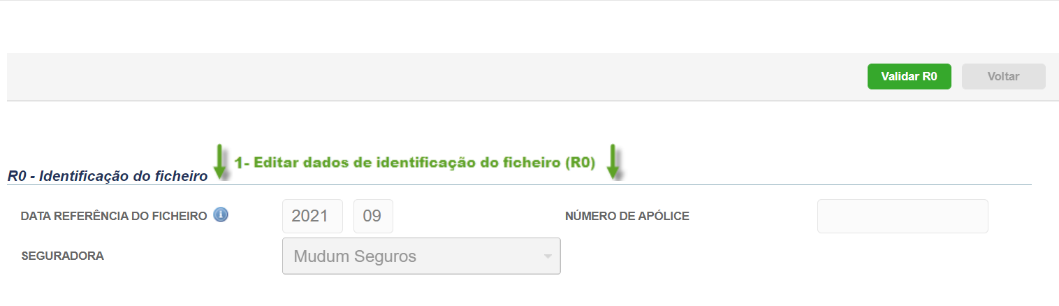 Validar R0
Voltar
1- Editar dados de identificação do ficheiro (R0)
R0 - Identificação do ficheiro
DATA REFERÊNCIA DO FICHEIRO
2021
09
NÚMERO DE APÓLICE
SEGURADORA
Mudum Seguros